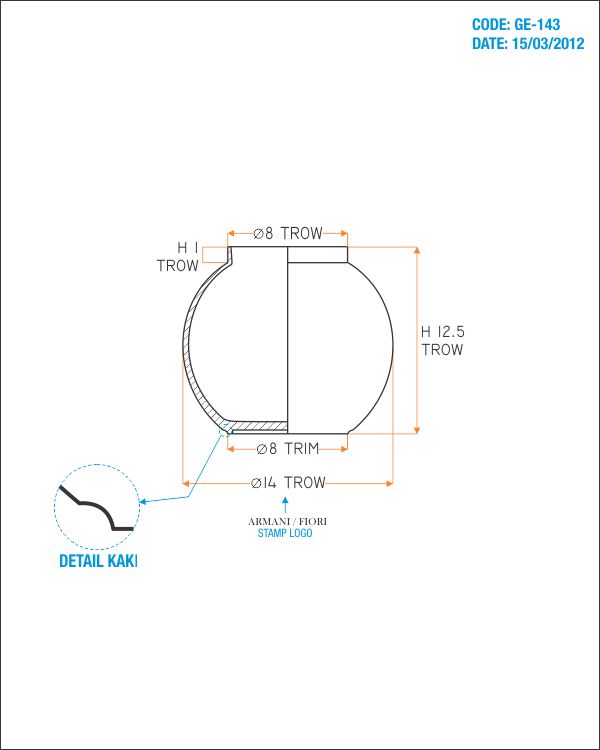 CODE: GE-143
DATE: 15/03/2012
Ø8 TROW
H 1
TROW
H 12.5
TROW
Ø8 TRIM
Ø14 TROW
ARMANI / FIORI
STAMP LOGO
DETAIL KAKI